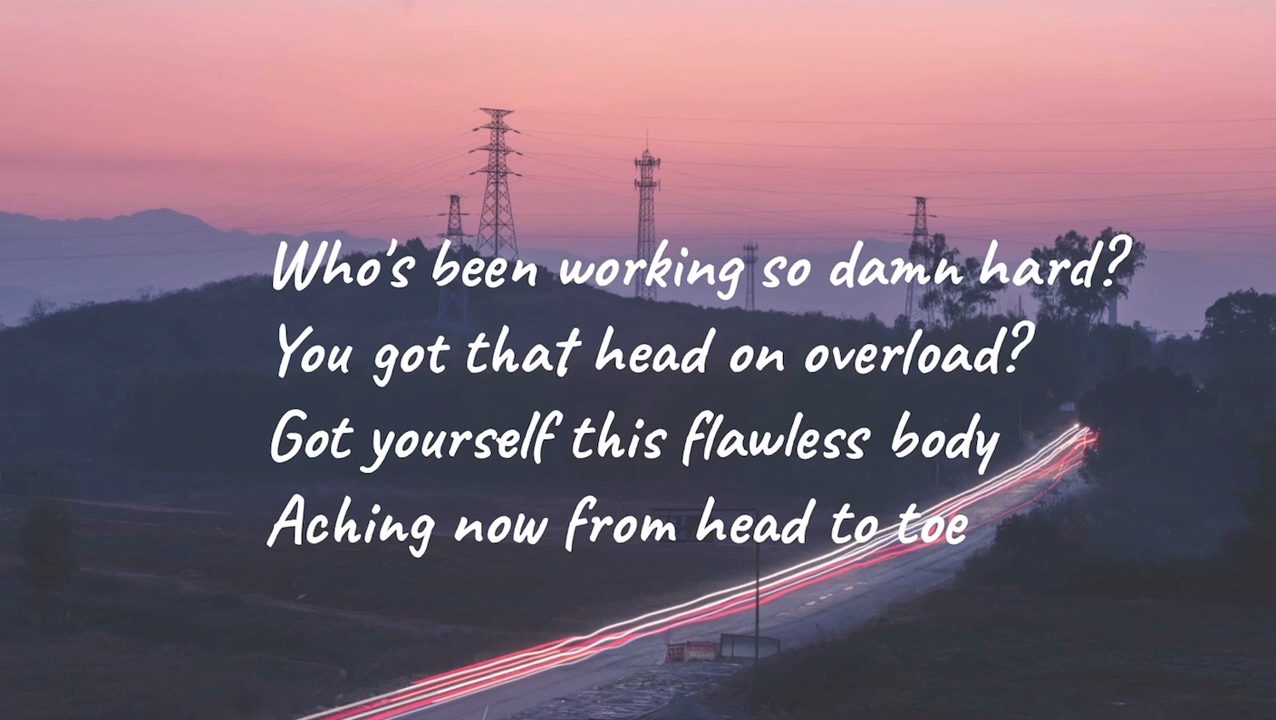 Who's been working so damn hard?
You got that head on overload?
Got yourself this flawless body
Aching now from head to toe